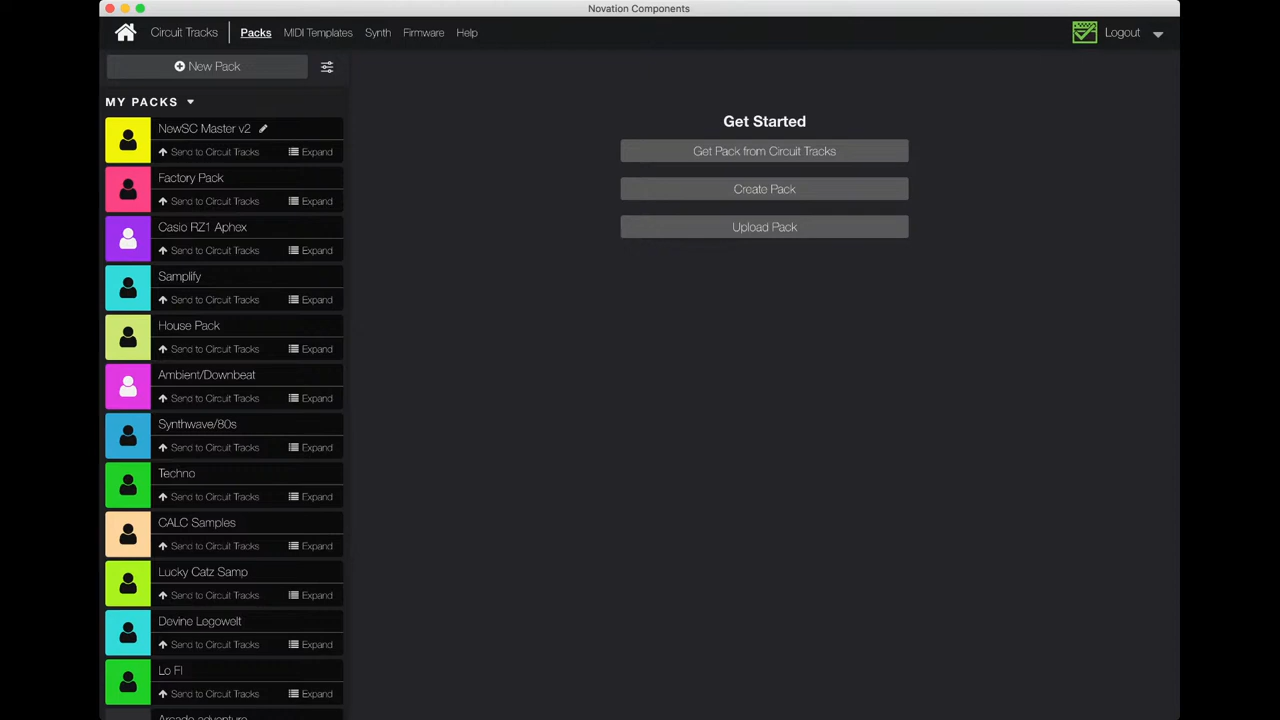 Novation Components
Circuit Tracks Packs MIDI Templates Synth Firmware Help Logout
New Pack
MY PACKS
NewSC Master v2
Send to Circuit Tracks Expand
Factory Pack
Send to Circuit Tracks Expand
Casio RZ1 Aphex
Send to Circuit Tracks Expand
Samplify
Send to Circuit Tracks Expand
House Pack
Send to Circuit Tracks Expand
Ambient/Downbeat
Send to Circuit Tracks Expand
Synthwave/80s
Send to Circuit Tracks Expand
Techno
Send to Circuit Tracks Expand
CALC Samples
Send to Circuit Tracks Expand
Lucky Catz Samp
Send to Circuit Tracks Expand
Devine Legowelt
Send to Circuit Tracks Expand
Lo FI
Send to Circuit Tracks Expand
Arcade adventure
Get Started
Get Pack from Circuit Tracks
Create Pack
Upload Pack